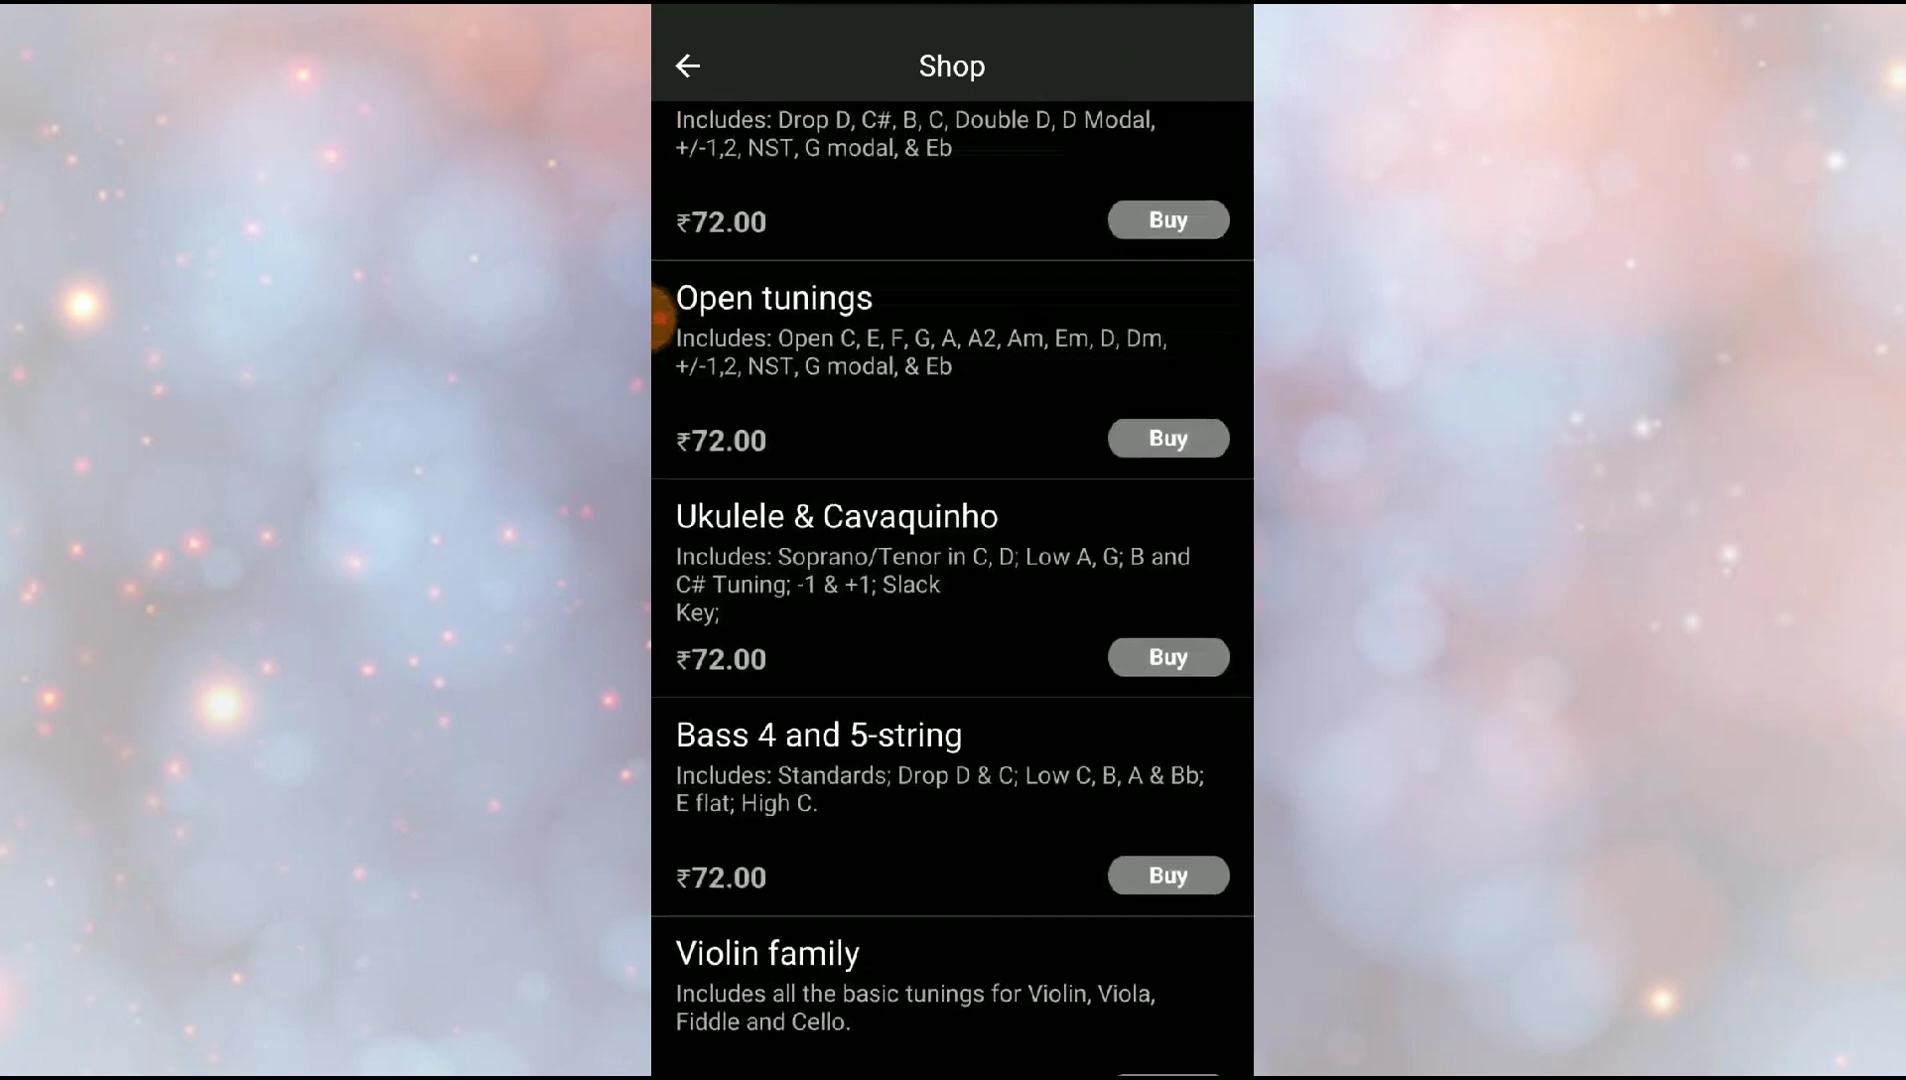 Shop
Includes: Drop D, C#, B, C, Double D, D Modal,
+/-1,2, NST, G modal, & Eb
₹72.00
Buy
Open tunings
Includes: Open C, E, F, G, A, A2, Am, Em, D, Dm,
+/-1,2, NST, G modal, & Eb
₹72.00
Buy
Ukulele & Cavaquinho
Includes: Soprano/Tenor in C, D; Low A, G; B and
C# Tuning; -1 & +1; Slack
Key;
₹72.00
Buy
Bass 4 and 5-string
Includes: Standards; Drop D & C; Low C, B, A & Bb;
E flat; High C.
₹72.00
Buy
Violin family
Includes all the basic tunings for Violin, Viola,
Fiddle and Cello.